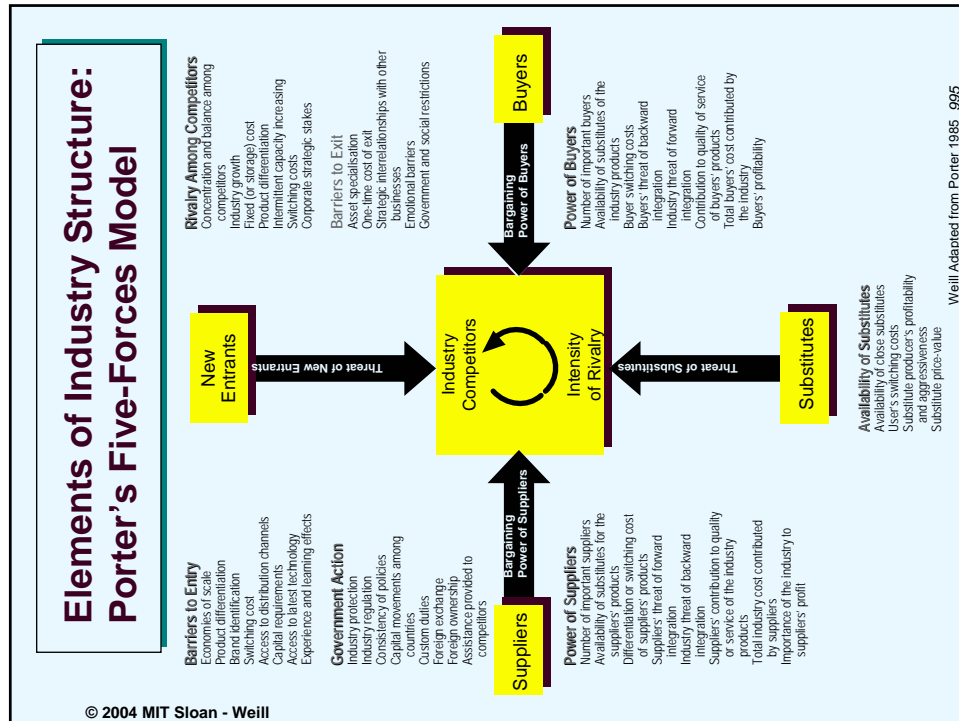 Elements of Industry Structure:
Porter's Five-Forces Model
Barriers to Entry
Economies of scale
Product differentiation
Brand identification
Switching cost
Access to distribution channels
Capital requirements
Access to latest technology
Experience and learning effects
Government Action
Industry protection
Industry regulation
Consistency of policies
Capital movements among
countries
Custom duties
Foreign exchange
Foreign ownership
Assistance provided to
competitors
New
Entrants
Threat of New Entrants
Rivalry Among Competitors
Concentration and balance among
competitors
Industry growth
Fixed (or storage) cost
Product differentiation
Intermittent capacity increasing
Switching costs
Corporate strategic stakes
Barriers to Exit
Asset specialisation
One-time cost of exit
Strategic interrelationships with other
businesses
Emotional barriers
Government and social restrictions
Suppliers
Bargaining
Power of Suppliers
Industry
Competitors
Intensity
of Rivalry
Bargaining
Power of Buyers
Buyers
Power of Suppliers
Number of important suppliers
Availability of substitutes for the
suppliers' products
Differentiation or switching cost
of suppliers' products
Suppliers' threat of forward
integration
Industry threat of backward
integration
Suppliers' contribution to quality
or service of the industry
products
Total industry cost contributed
by suppliers
Importance of the industry to
suppliers' profit
Threat of Substitutes
Substitutes
Power of Buyers
Number of important buyers
Availability of substitutes of the
industry products
Buyer switching costs
Buyers' threat of backward
integration
Industry threat of forward
integration
Contribution to quality of service
of buyers' products
Total buyers' cost contributed by
the industry
Buyers' profitability
Availability of Substitutes
Availability of close substitutes
User's switching costs
Substitute producer's profitability
and aggressiveness
Substitute price-value
Weill Adapted from Porter 1985 995
© 2004 MIT Sloan - Weill